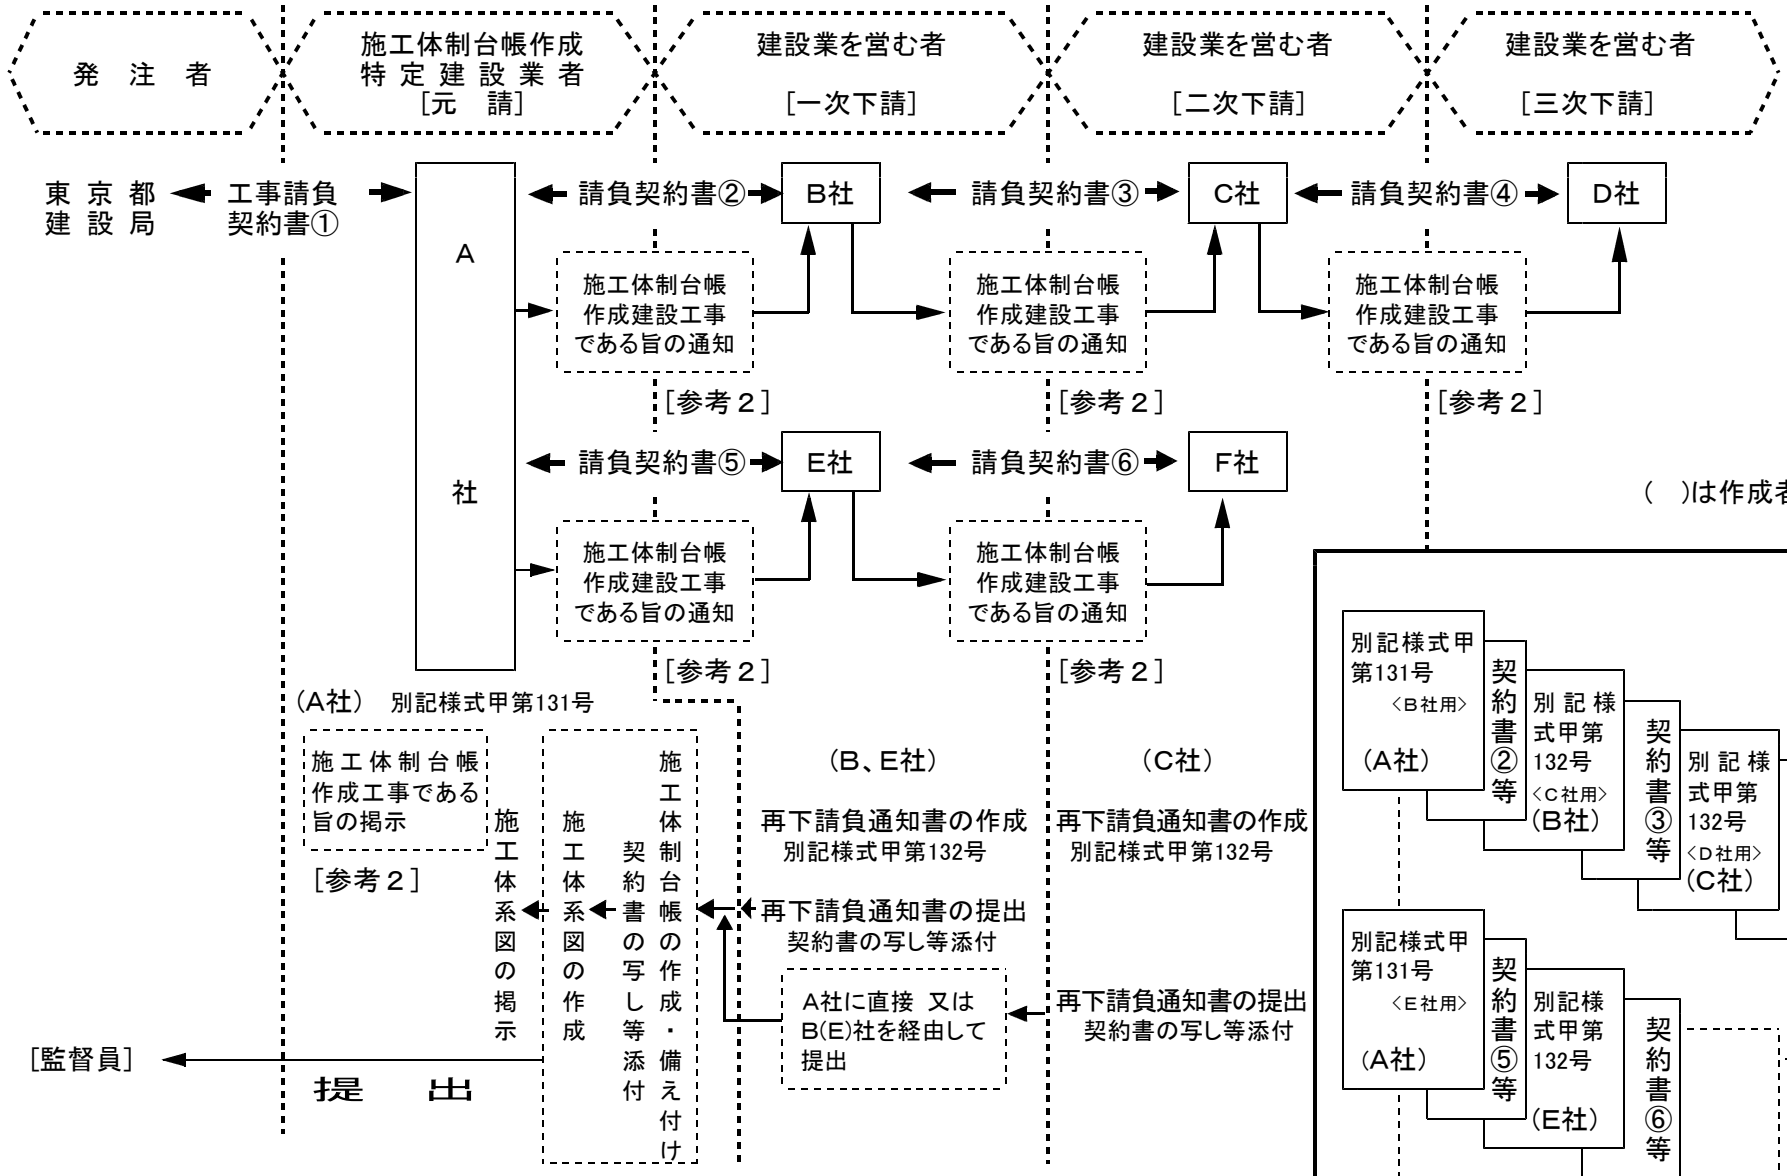 発 注 者
施工体制台帳作成
特 定 建 設 業 者
[元 請]
建設業を営む者
[一次下請]
建設業を営む者
[二次下請]
建設業を営む者
[三次下請]
東 京 都
建 設 局
工事請負
契約書①
A
社
請負契約書②
B社
請負契約書③
C社
請負契約書④
D社
施工体制台帳
作成建設工事
である旨の通知
施工体制台帳
作成建設工事
である旨の通知
施工体制台帳
作成建設工事
である旨の通知
[参考2]
[参考2]
[参考2]
請負契約書⑤
E社
請負契約書⑥
F社
施工体制台帳
作成建設工事
である旨の通知
施工体制台帳
作成建設工事
である旨の通知
[参考2]
[参考2]
( )は作成者
(A社) 別記様式甲第131号
施工体制台帳
作成工事である
旨の掲示
[参考2]
施工体系図の掲示
施工体系図の作成
契約書の写し等添付
施工体制台帳の作成・備え付け
(B、E社)
再下請負通知書の作成
別記様式甲第132号
再下請負通知書の提出
契約書の写し等添付
A社に直接 又は
B(E)社を経由して
提出
(C社)
再下請負通知書の作成
別記様式甲第132号
再下請負通知書の提出
契約書の写し等添付
[監督員]
提 出
別記様式甲
第131号
<B社用>
(A社)
契約書②等
別記様
式甲第
132号
<C社用>
(B社)
契約書③等
別記様
式甲第
132号
<D社用>
(C社)
別記様式甲
第131号
<E社用>
(A社)
契約書⑤等
別記様
式甲第
132号
(E社)
契約書⑥等